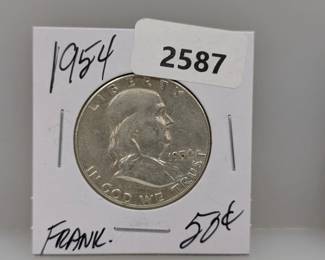 1954
2587
LIBERTY
1954
IN GOD WE TRUST
FRANK.
50¢